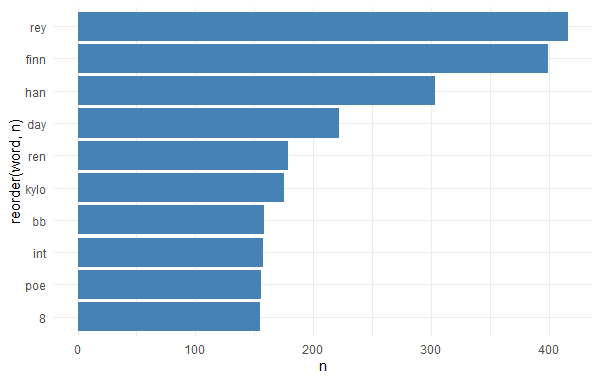 rey
finn
han
day
ren
kylo
bb
int
poe
8
reorder(word, n)
0 100 200 300 400
n